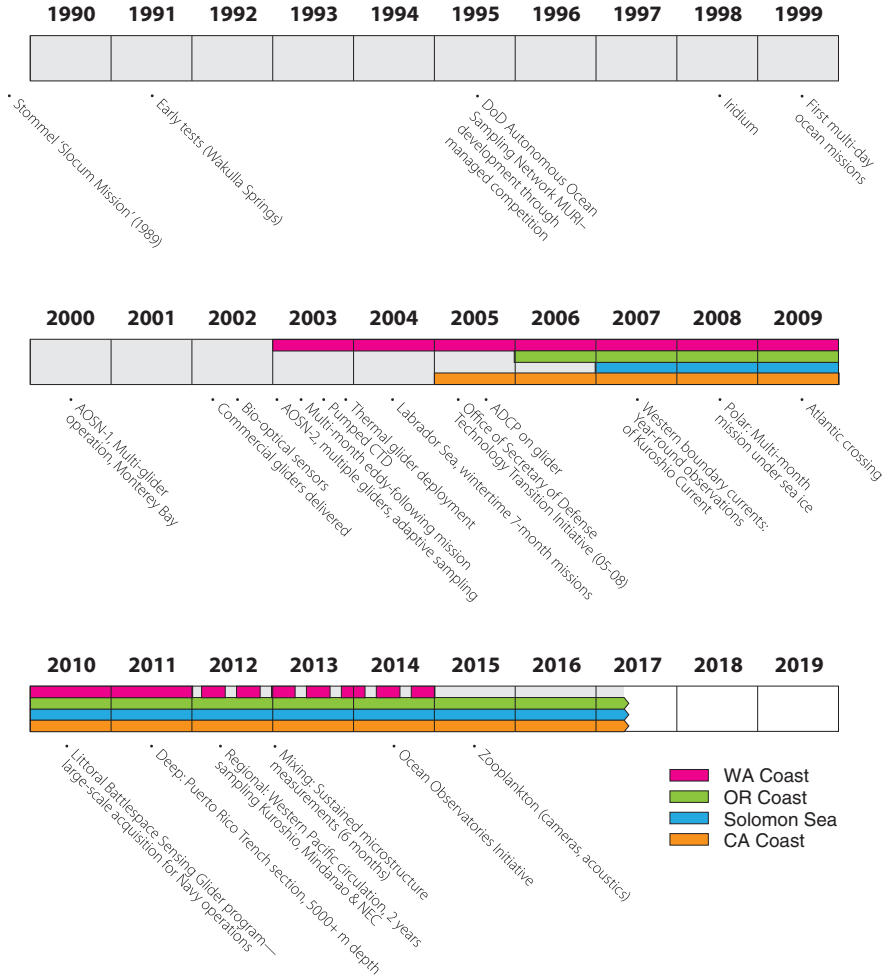 1990 1991 1992 1993 1994 1995 1996 1997 1998 1999
• Stommel ‘Slocum Mission’ (1989)
• Early tests (Wakulla Springs)
• DoD Autonomous Ocean
Sampling Network MURI–
development through
managed competition
• Iridium
• First multi-day
ocean missions
2000 2001 2002 2003 2004 2005 2006 2007 2008 2009
• AOSN-1, Multi-glider
operation, Monterey Bay
• Commercial gliders delivered
• Bio-optical sensors
• AOSN-2, multiple gliders, adaptive sampling
• Multi-month eddy-following mission
• Pumped CTD
• Thermal glider deployment
• Labrador Sea, wintertime 7-month missions
• Office of Secretary of Defense
Technology Transition Initiative (05-08)
• ADCP on glider
• Western boundary currents:
Year-round observations
of Kuroshio Current
• Polar: Multi-month
mission under sea ice
• Atlantic crossing
2010 2011 2012 2013 2014 2015 2016 2017 2018 2019
• Littoral Battlespace Sensing Glider program—
large-scale acquisition for Navy operations
• Deep: Puerto Rico Trench section, 5000+ m depth
• Regional: Western Pacific circulation, 2 years
sampling Kuroshio, Mindanao & NEC
• Mixing: Sustained microstructure
measurements (6 months)
• Ocean Observatories Initiative
• Zooplankton (cameras, acoustics)
WA Coast
OR Coast
Solomon Sea
CA Coast